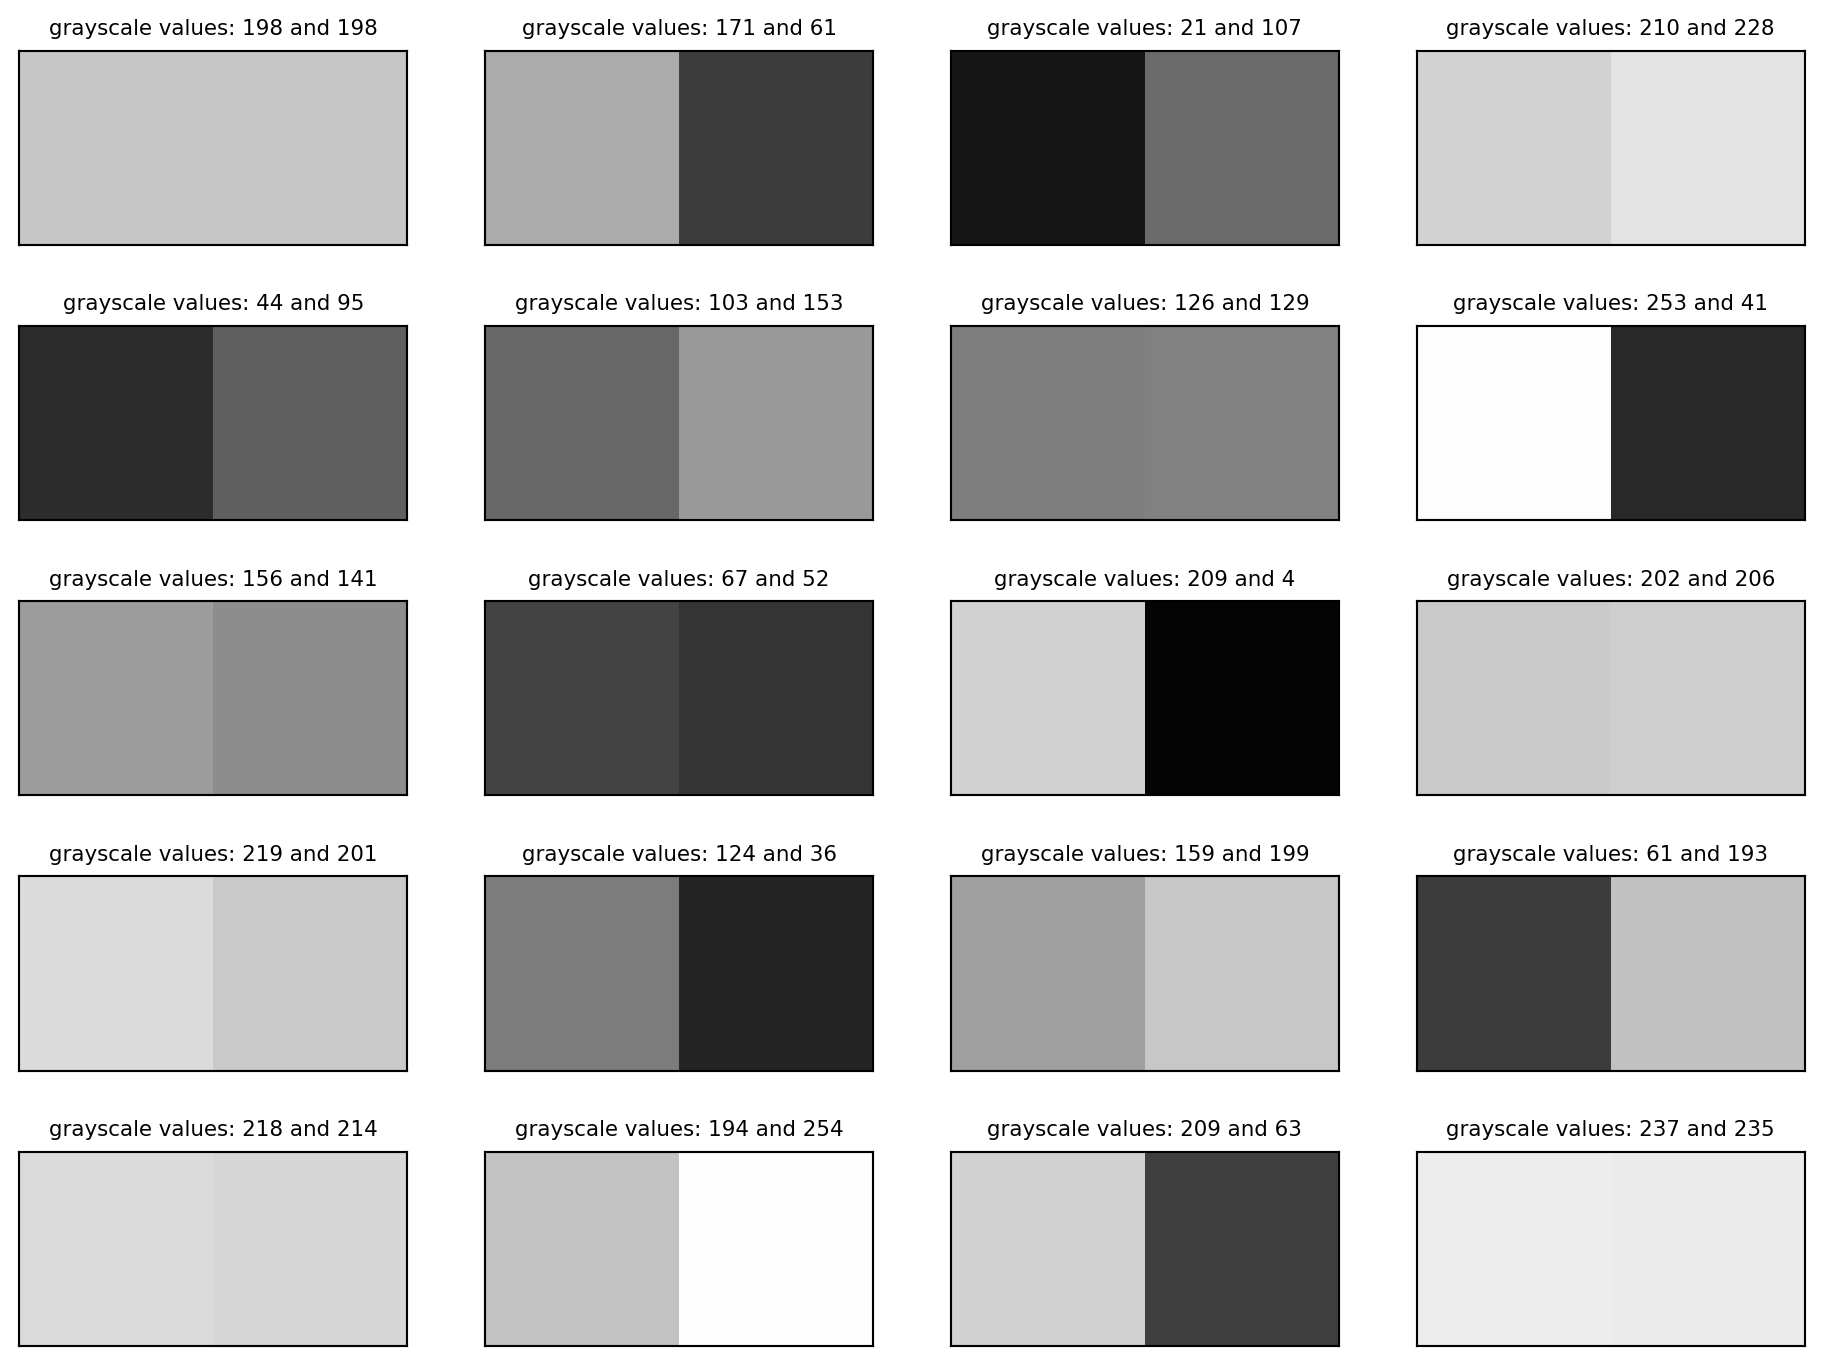 grayscale values: 198 and 198
grayscale values: 171 and 61
grayscale values: 21 and 107
grayscale values: 210 and 228
grayscale values: 44 and 95
grayscale values: 103 and 153
grayscale values: 126 and 129
grayscale values: 253 and 41
grayscale values: 156 and 141
grayscale values: 67 and 52
grayscale values: 209 and 4
grayscale values: 202 and 206
grayscale values: 219 and 201
grayscale values: 124 and 36
grayscale values: 159 and 199
grayscale values: 61 and 193
grayscale values: 218 and 214
grayscale values: 194 and 254
grayscale values: 209 and 63
grayscale values: 237 and 235